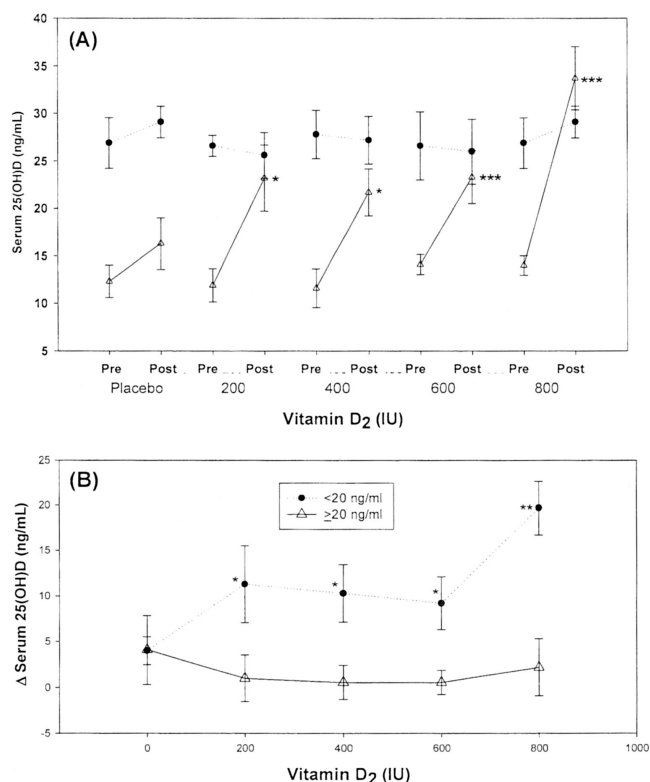 (A)
Serum 25(OH)D (ng/mL)
40
35
30
25
20
15
10
5
*
*
***
***
Pre Post Pre Post Pre Post Pre Post Pre Post
Placebo 200 400 600 800
Vitamin D2 (IU)
(B)
Δ Serum 25(OH)D (ng/mL)
25
20
15
10
5
0
-5
<20 ng/ml
≥20 ng/ml
*
*
*
**
0 200 400 600 800 1000
Vitamin D2 (IU)